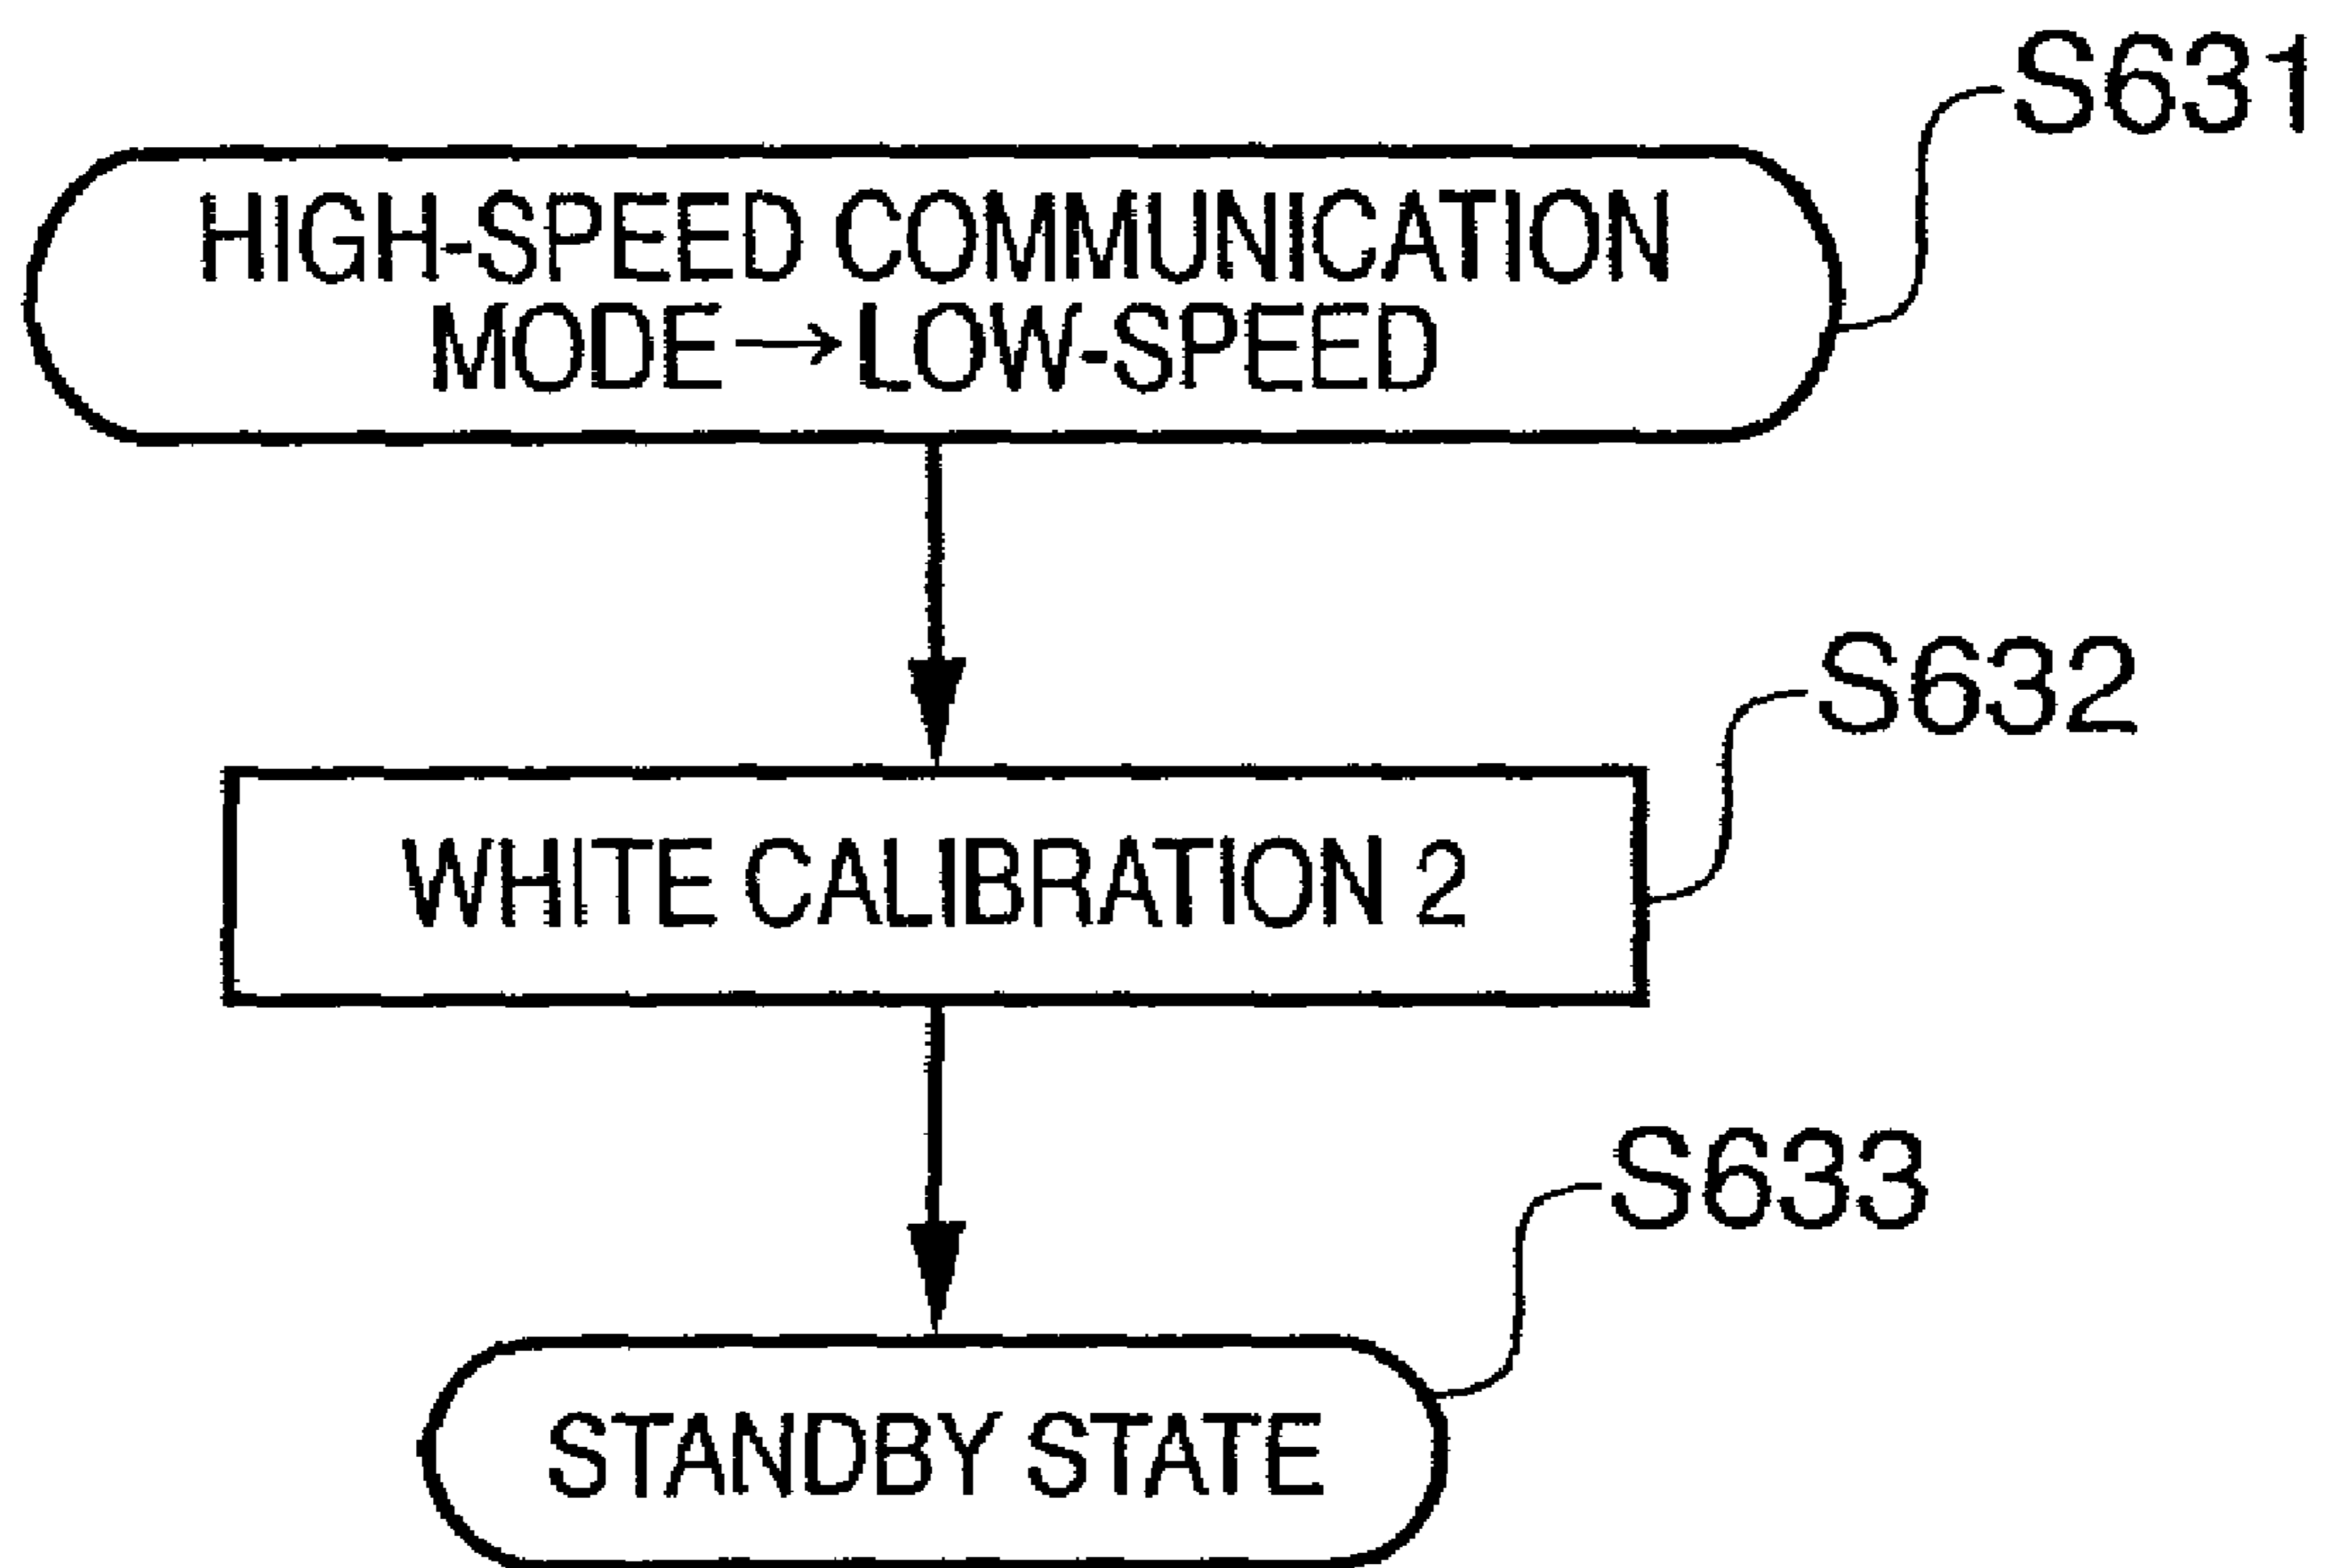 S631
HIGH-SPEED COMMUNICATION
MODE→LOW-SPEED
S632
WHITE CALIBRATION 2
S633
STANDBY STATE